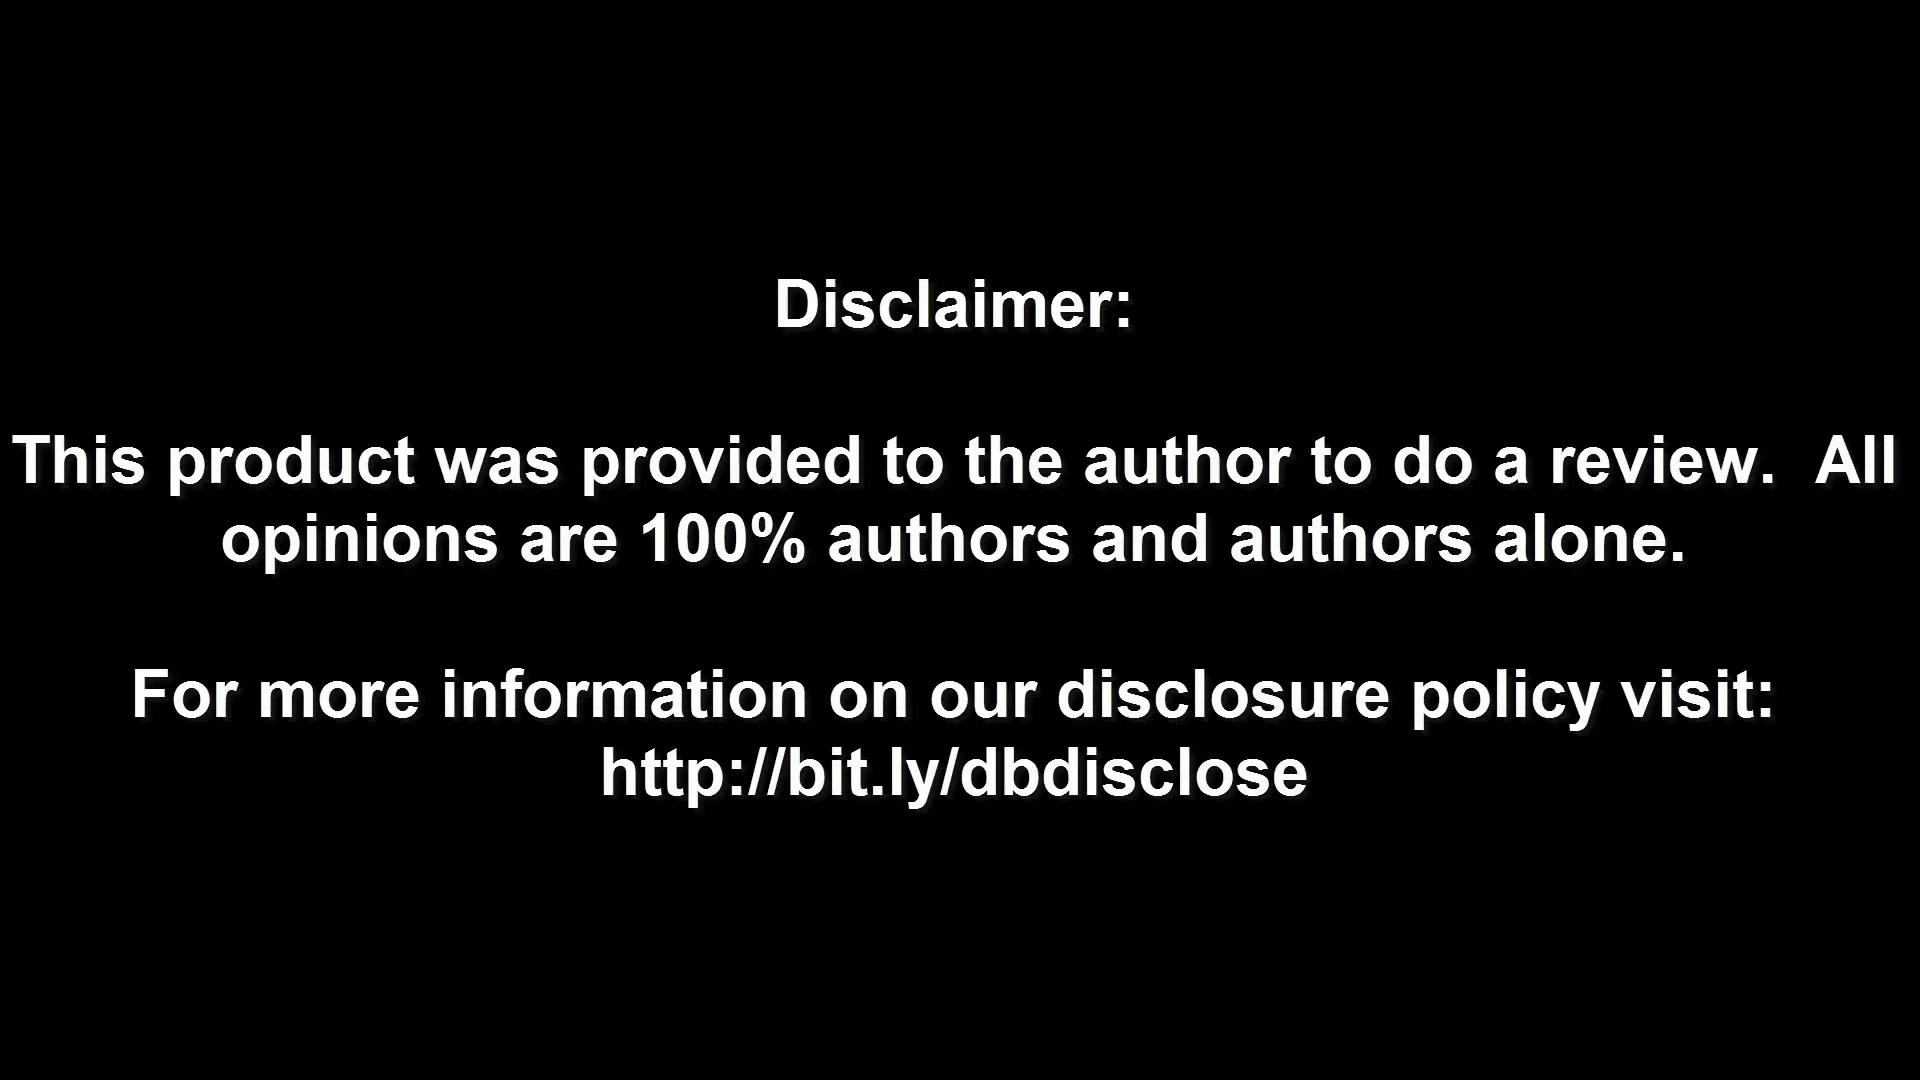 Disclaimer:
This product was provided to the author to do a review.  All
opinions are 100% authors and authors alone.
For more information on our disclosure policy visit:
http://bit.ly/dbdisclose